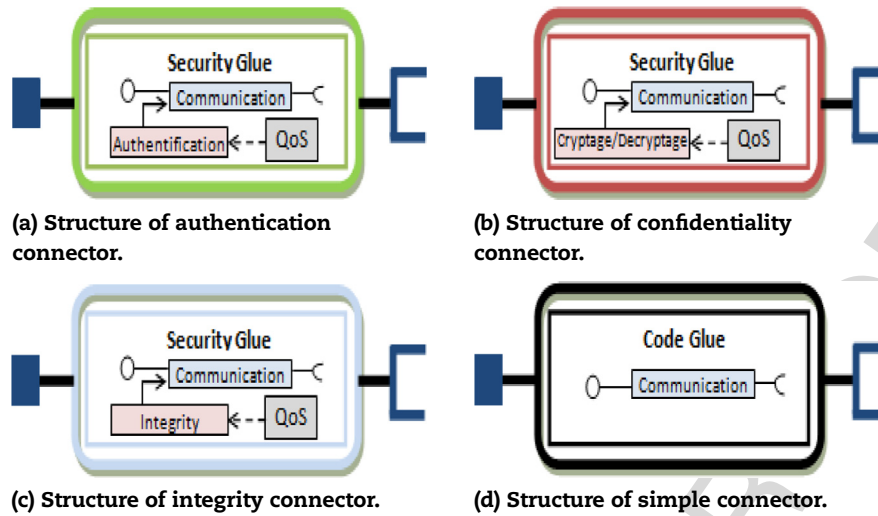 Security Glue
Communication
Authentification
QoS
(a) Structure of authentication
connector.
Security Glue
Communication
Cryptage/Decryptage
QoS
(b) Structure of confidentiality
connector.
Security Glue
Communication
Integrity
QoS
(c) Structure of integrity connector.
Code Glue
Communication
(d) Structure of simple connector.